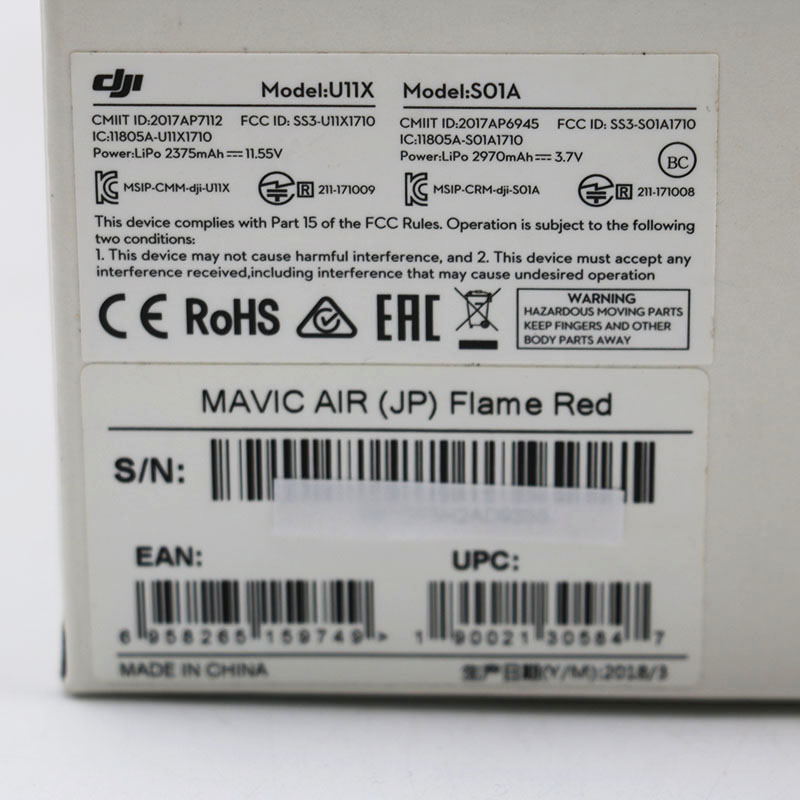 dji Model:U11X Model:S01A
CMIIT ID:2017AP7112 FCC ID: SS3-U11X1710 CMIIT ID:2017AP6945 FCC ID: SS3-S01A1710
IC:11805A-U11X1710 IC:11805A-S01A1710
Power:LiPo 2375mAh⎓11.55V Power:LiPo 2970mAh⎓3.7V BC
MSIP-CMM-dji-U11X R 211-171009 MSIP-CRM-dji-S01A R 211-171008
This device complies with Part 15 of the FCC Rules. Operation is subject to the following
two conditions:
1. This device may not cause harmful interference, and 2. This device must accept any
interference received,including interference that may cause undesired operation
CE RoHS EAC
WARNING
HAZARDOUS MOVING PARTS
KEEP FINGERS AND OTHER
BODY PARTS AWAY
MAVIC AIR (JP) Flame Red
S/N:
EAN: UPC:
6 958265 159749 > 1 90021 30584 7
MADE IN CHINA 生产日期(Y/M):2018/3